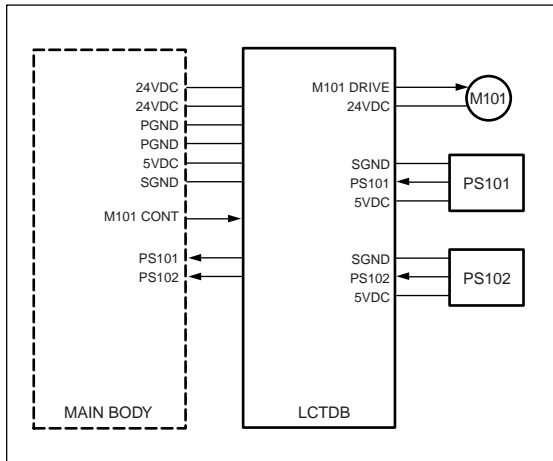 24VDC
24VDC
PGND
PGND
5VDC
SGND
M101 CONT
PS101
PS102
MAIN BODY
M101 DRIVE
24VDC
SGND
PS101
5VDC
SGND
PS102
5VDC
LCTDB
M101
PS101
PS102